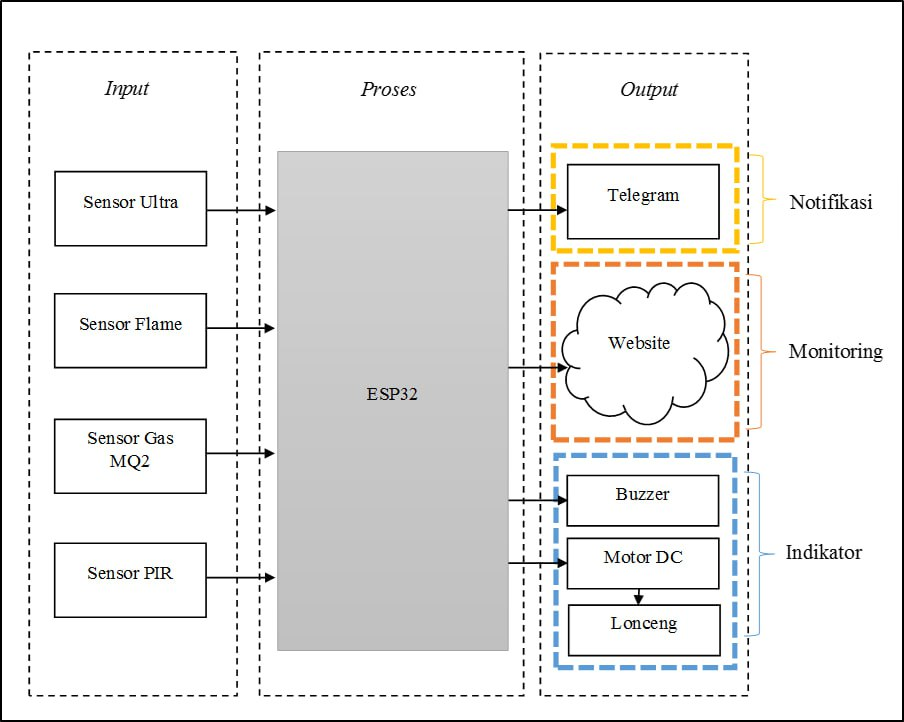 Input
Proses
Output
Sensor Ultra
Sensor Flame
Sensor Gas
MQ2
Sensor PIR
ESP32
Telegram
Notifikasi
Website
Monitoring
Buzzer
Motor DC
Lonceng
Indikator